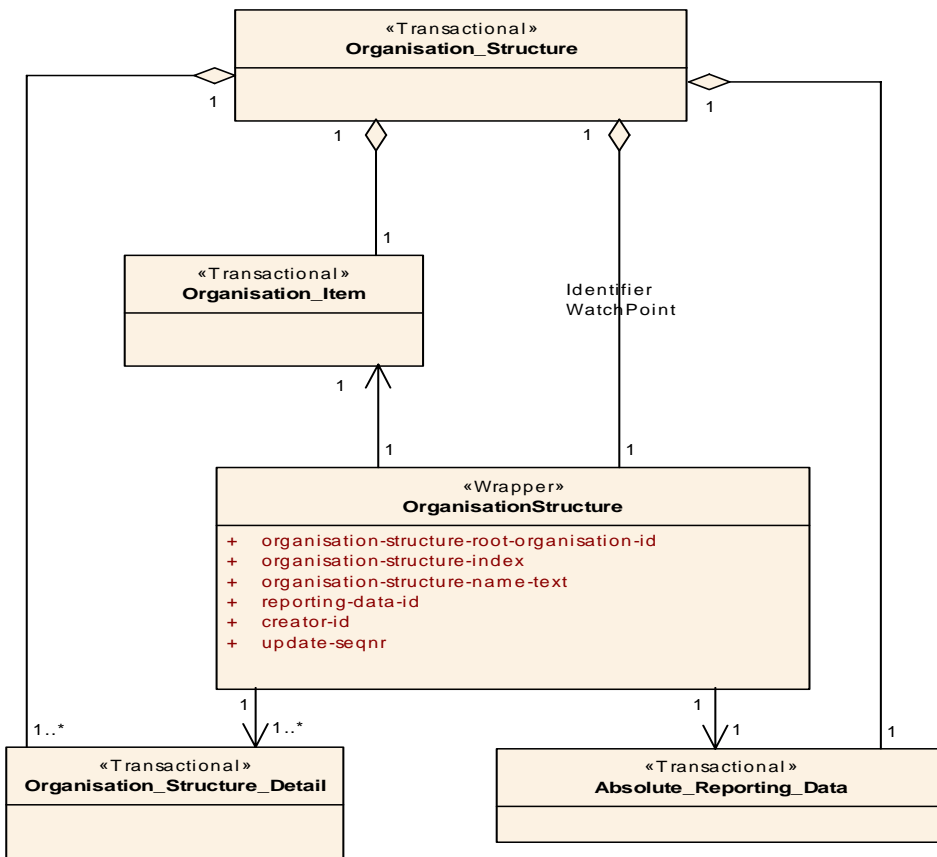 «Transactional»
Organisation_Structure
1
1
1
1
1
«Transactional»
Organisation_Item
Identifier
WatchPoint
1
1
1
«Wrapper»
OrganisationStructure
+ organisation-structure-root-organisation-id
+ organisation-structure-index
+ organisation-structure-name-text
+ reporting-data-id
+ creator-id
+ update-seqnr
1
1
1..*
1..*
1
1
«Transactional»
Organisation_Structure_Detail
«Transactional»
Absolute_Reporting_Data